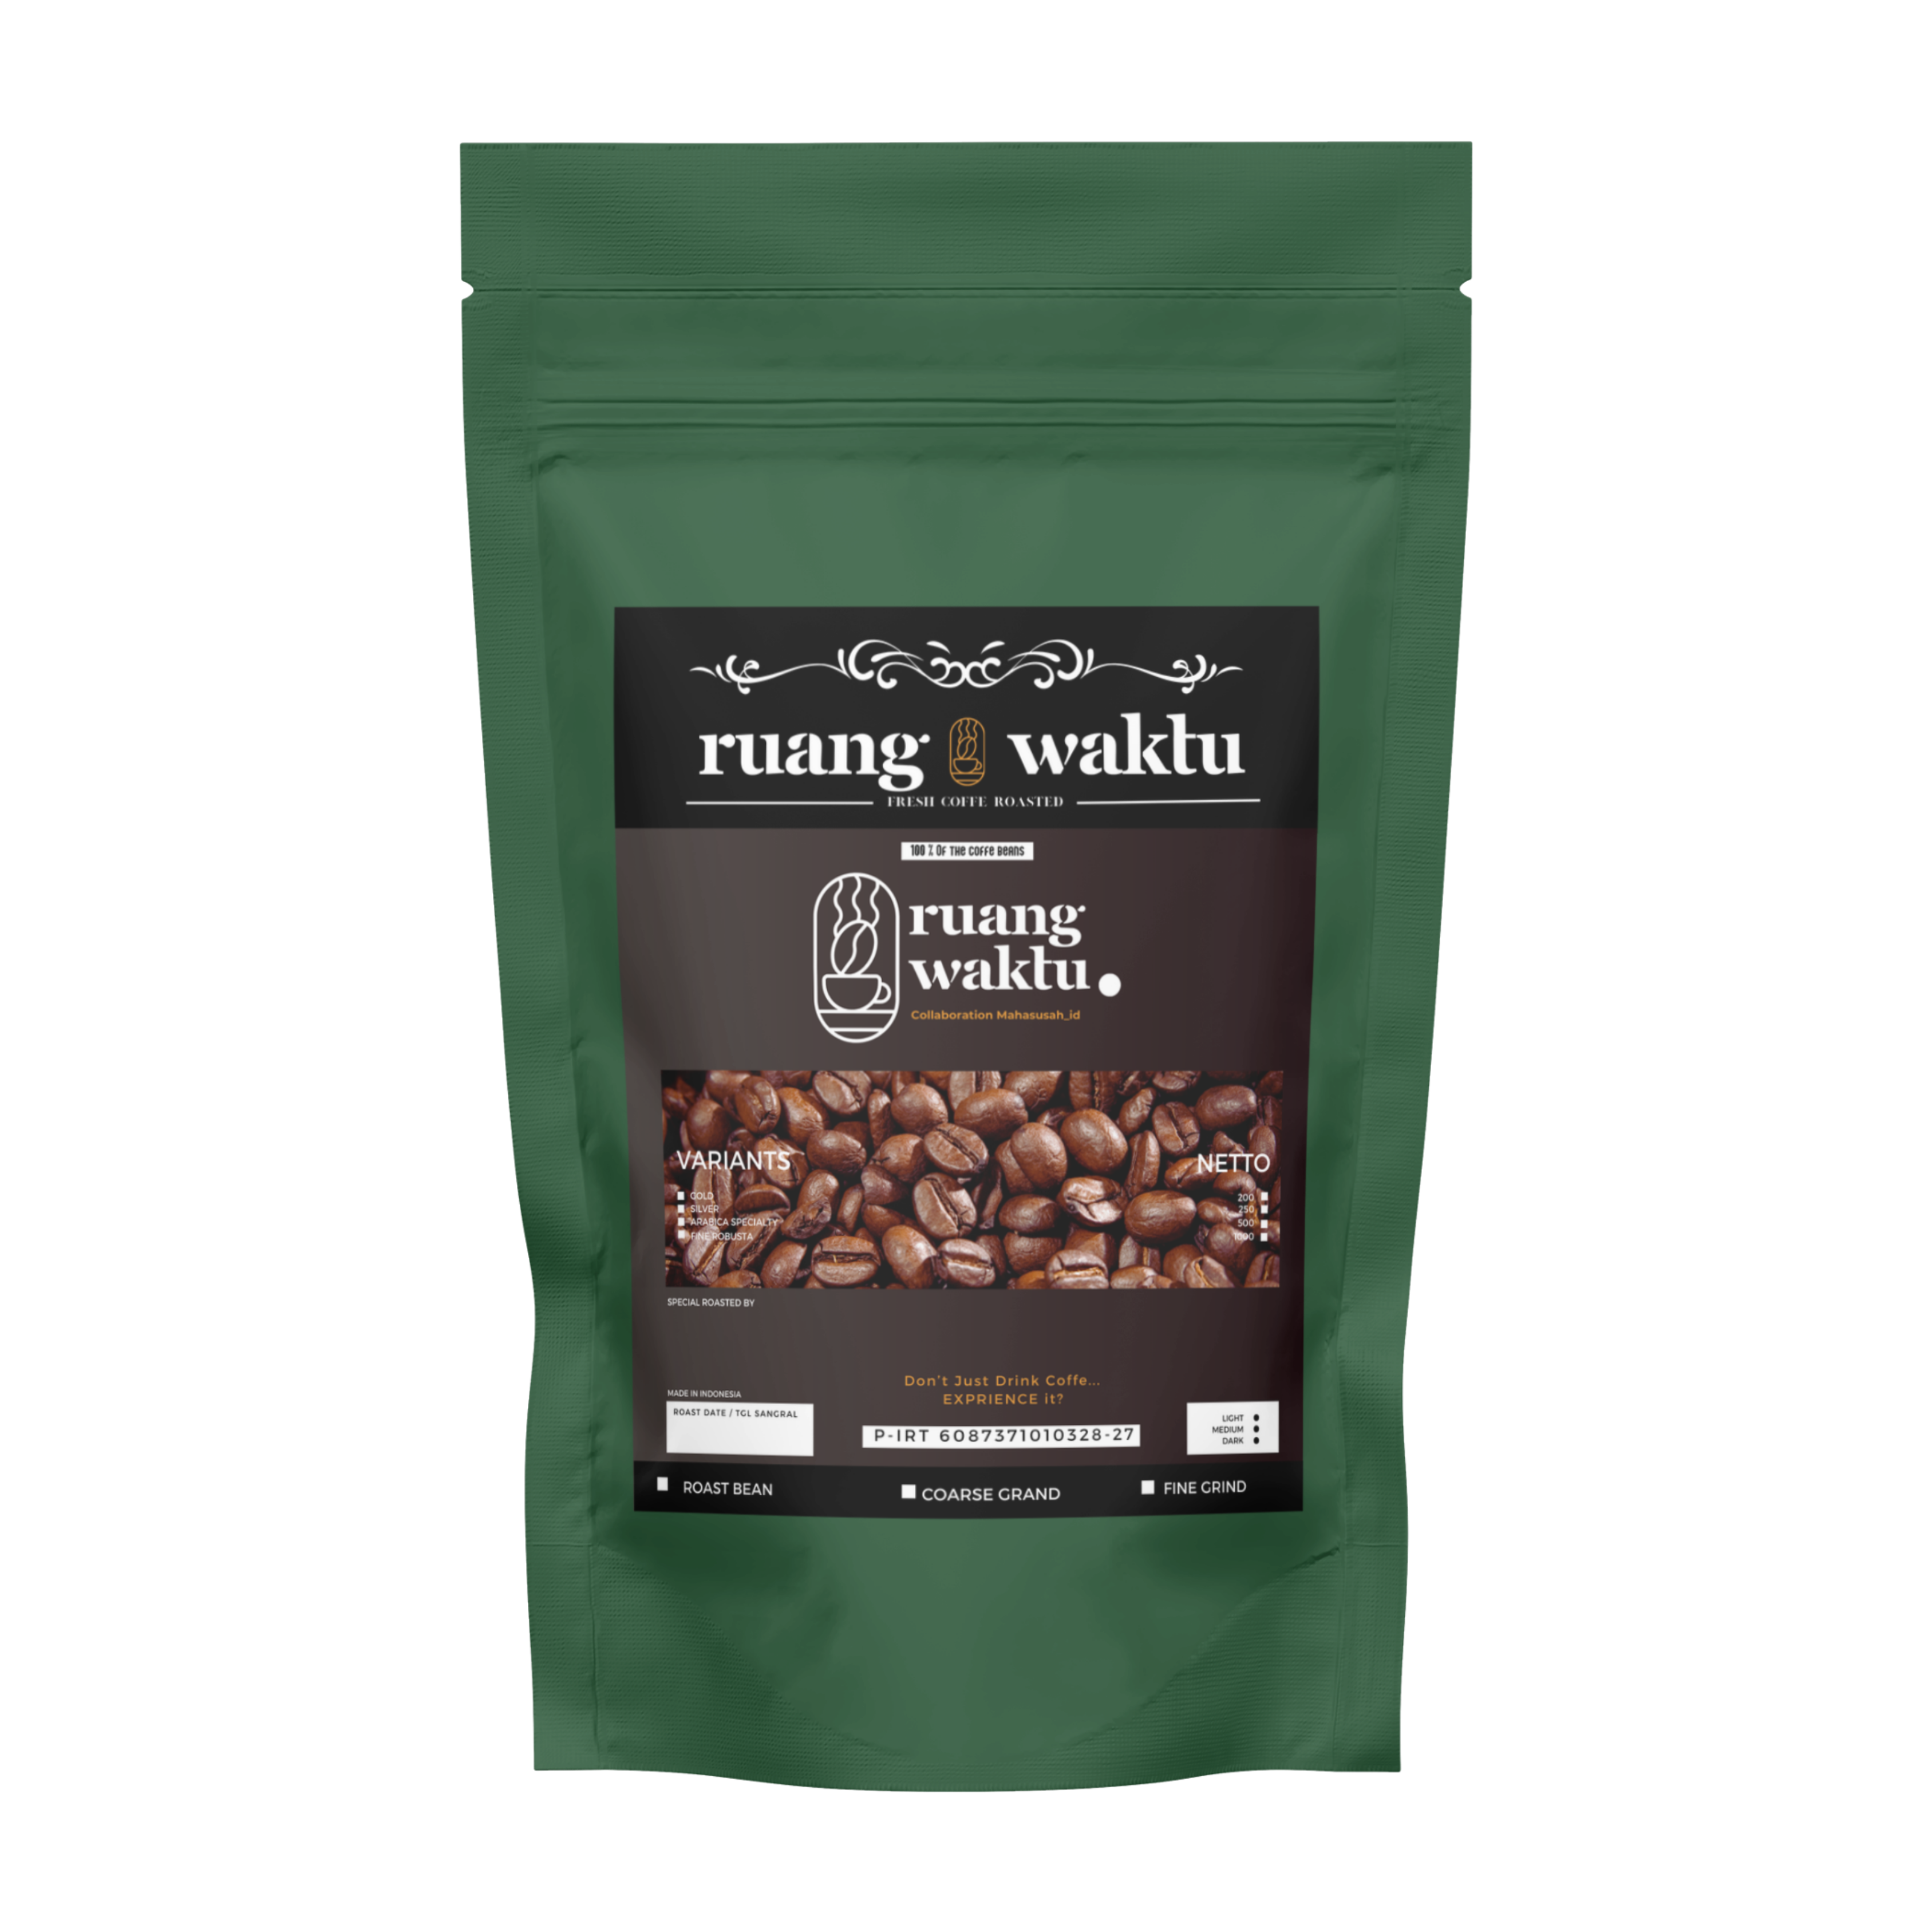 ruang waktu
FRESH COFFE ROASTED
100 % OF THE COFFE BEANS
ruang
waktu.
Collaboration Mahasusah_id
VARIANTS
GOLD
SILVER
ARABICA SPECIALTY
FINE ROBUSTA
NETTO
200
250
500
1000
SPECIAL ROASTED BY
Don't Just Drink Coffe...
EXPRIENCE it?
MADE IN INDONESIA
ROAST DATE / TGL SANGRAL
P-IRT 6087371010328-27
LIGHT
MEDIUM
DARK
ROAST BEAN
COARSE GRAND
FINE GRIND